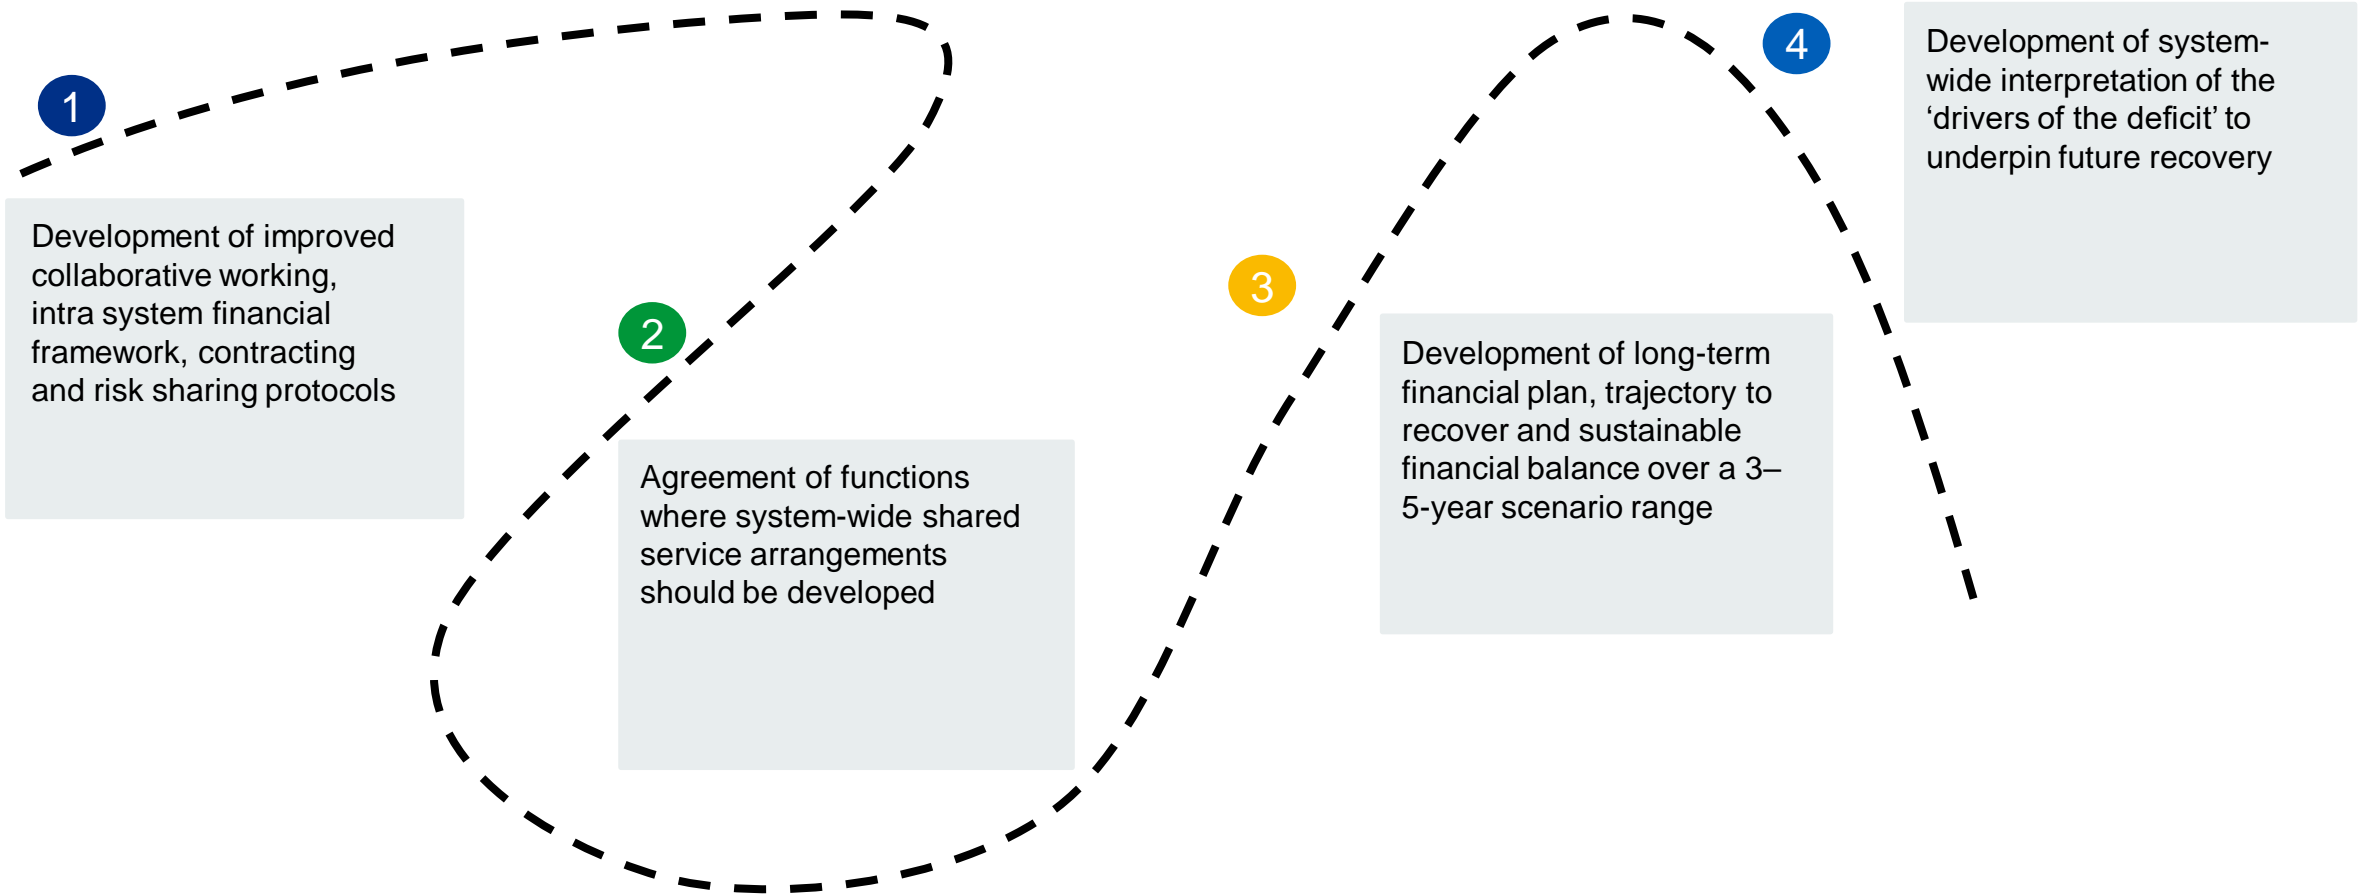 1
Development of improved
collaborative working,
intra system financial
framework, contracting
and risk sharing protocols
2
Agreement of functions
where system-wide shared
service arrangements
should be developed
3
Development of long-term
financial plan, trajectory to
recover and sustainable
financial balance over a 3–
5-year scenario range
4
Development of system-
wide interpretation of the
‘drivers of the deficit’ to
underpin future recovery